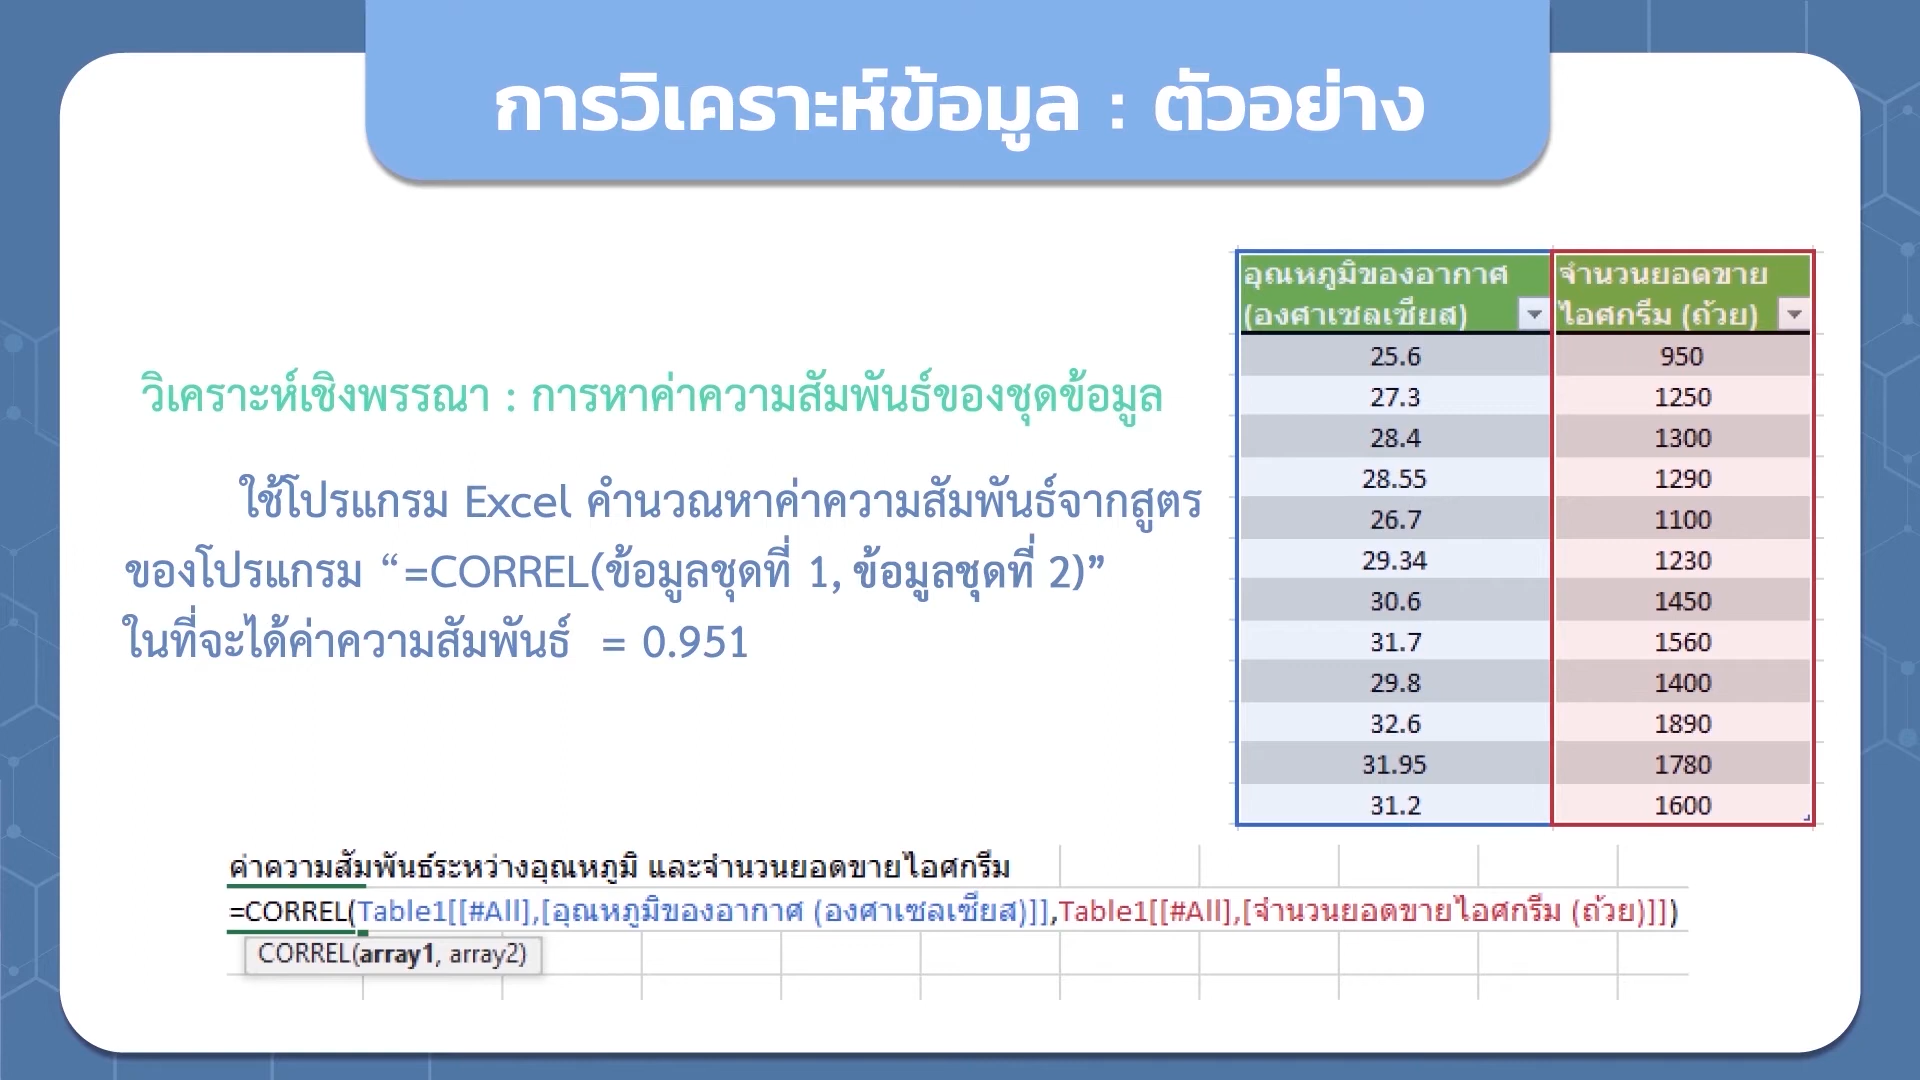 การวิเคราะห์ข้อมูล : ตัวอย่าง
วิเคราะห์เชิงพรรณา : การหาค่าความสัมพันธ์ของชุดข้อมูล
ใช้โปรแกรม Excel คำนวณหาค่าความสัมพันธ์จากสูตร
ของโปรแกรม “=CORREL(ข้อมูลชุดที่ 1, ข้อมูลชุดที่ 2)”
ในที่จะได้ค่าความสัมพันธ์ = 0.951
อุณหภูมิของอากาศ จำนวนยอดขาย
(องศาเซลเซียส) ไอศกรีม (ถ้วย)
25.6 950
27.3 1250
28.4 1300
28.55 1290
26.7 1100
29.34 1230
30.6 1450
31.7 1560
29.8 1400
32.6 1890
31.95 1780
31.2 1600
ค่าความสัมพันธ์ระหว่างอุณหภูมิ และจำนวนยอดขายไอศกรีม
=CORREL(Table1[[#All],[อุณหภูมิของอากาศ (องศาเซลเซียส)]],Table1[[#All],[จำนวนยอดขายไอศกรีม (ถ้วย)]])
CORREL(array1, array2)